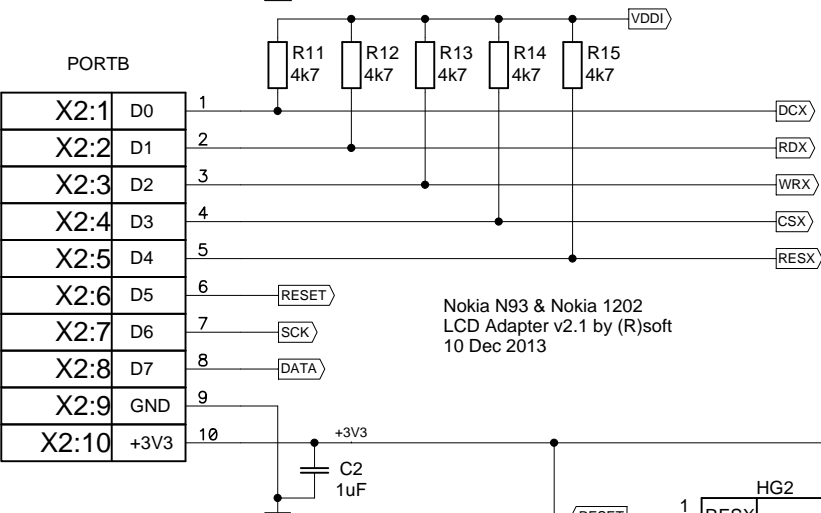 VDDI
PORTB
R11 R12 R13 R14 R15
4k7 4k7 4k7 4k7 4k7
X2:1 D0 1 DCX
X2:2 D1 2 RDX
X2:3 D2 3 WRX
X2:4 D3 4 CSX
X2:5 D4 5 RESX
X2:6 D5 6 RESET
X2:7 D6 7 SCK
X2:8 D7 8 DATA
X2:9 GND 9
X2:10 +3V3 10 +3V3
Nokia N93 & Nokia 1202
LCD Adapter v2.1 by (R)soft
10 Dec 2013
C2
1uF
HG2
RESET 1 RESX